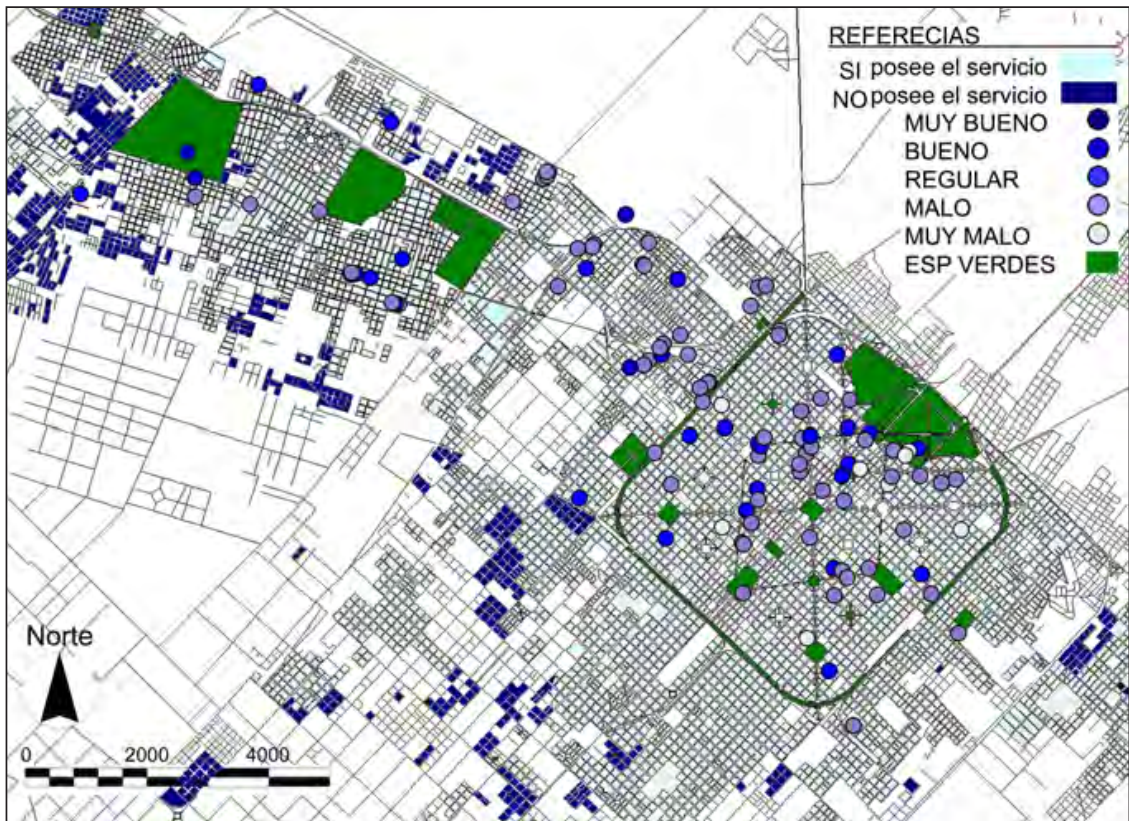 REFERECIAS
SI posee el servicio
NO posee el servicio
MUY BUENO
BUENO
REGULAR
MALO
MUY MALO
ESP VERDES
Norte
0 2000 4000